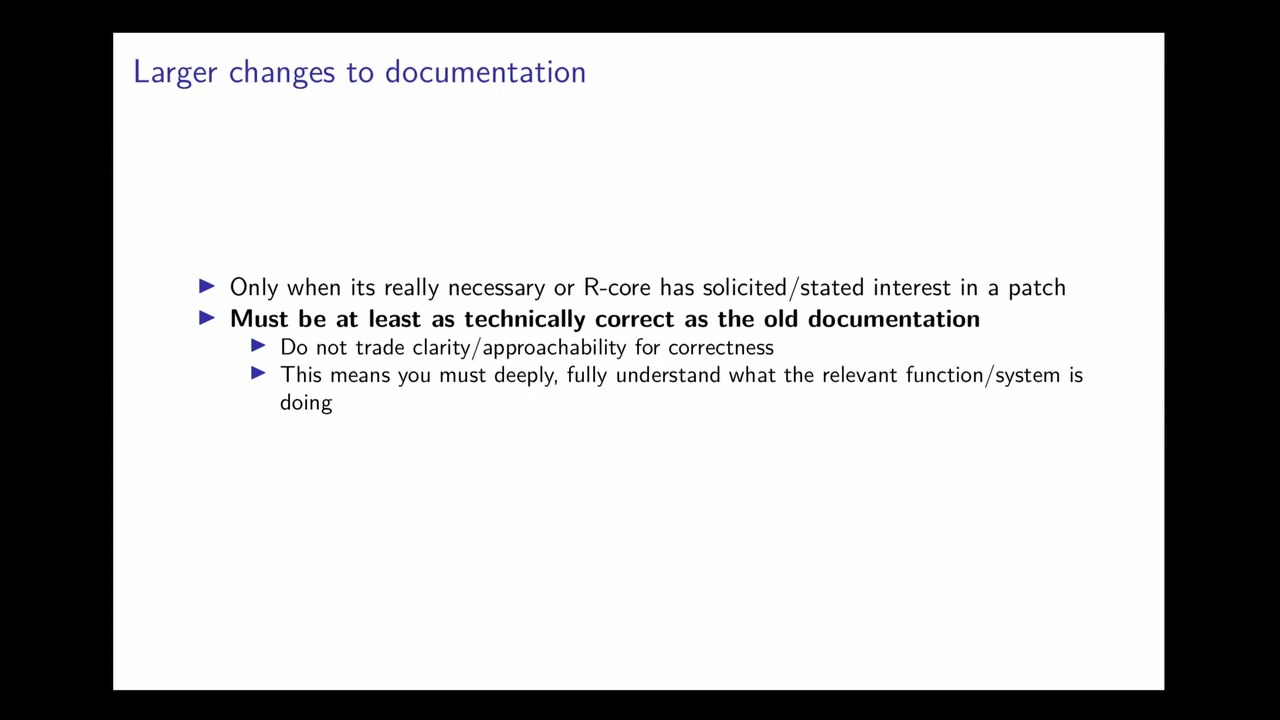 Larger changes to documentation
Only when its really necessary or R-core has solicited/stated interest in a patch
Must be at least as technically correct as the old documentation
Do not trade clarity/approachability for correctness
This means you must deeply, fully understand what the relevant function/system is
doing